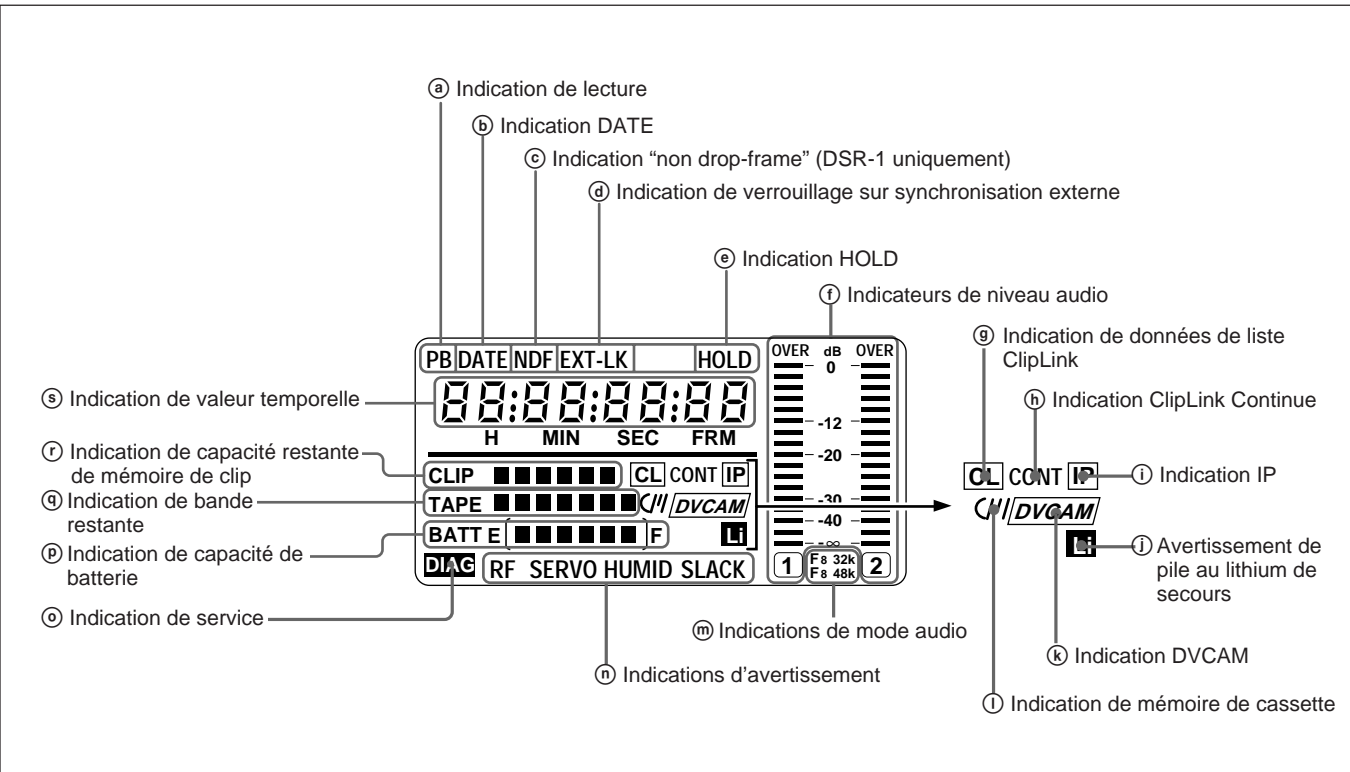 ⓐ Indication de lecture
ⓑ Indication DATE
ⓒ Indication “non drop-frame” (DSR-1 uniquement)
ⓓ Indication de verrouillage sur synchronisation externe
ⓔ Indication HOLD
ⓕ Indicateurs de niveau audio
ⓖ Indication de données de liste
ClipLink
ⓗ Indication ClipLink Continue
ⓘ Indication IP
ⓙ Avertissement de
pile au lithium de
secours
ⓚ Indication DVCAM
ⓛ Indication de mémoire de cassette
ⓜ Indications de mode audio
ⓝ Indications d’avertissement
ⓞ Indication de service
ⓟ Indication de capacité de
batterie
ⓠ Indication de bande
restante
ⓡ Indication de capacité restante
de mémoire de clip
ⓢ Indication de valeur temporelle
PB DATE NDF EXT-LK HOLD
88:88:88:88
H MIN SEC FRM
CLIP CL CONT IP
TAPE DVCAM
BATT E F Li
DIAG RF SERVO HUMID SLACK
OVER dB OVER
0
-12
-20
-30
-40
-∞
1 F8 32k 2
F8 48k
CL CONT IP
DVCAM
Li